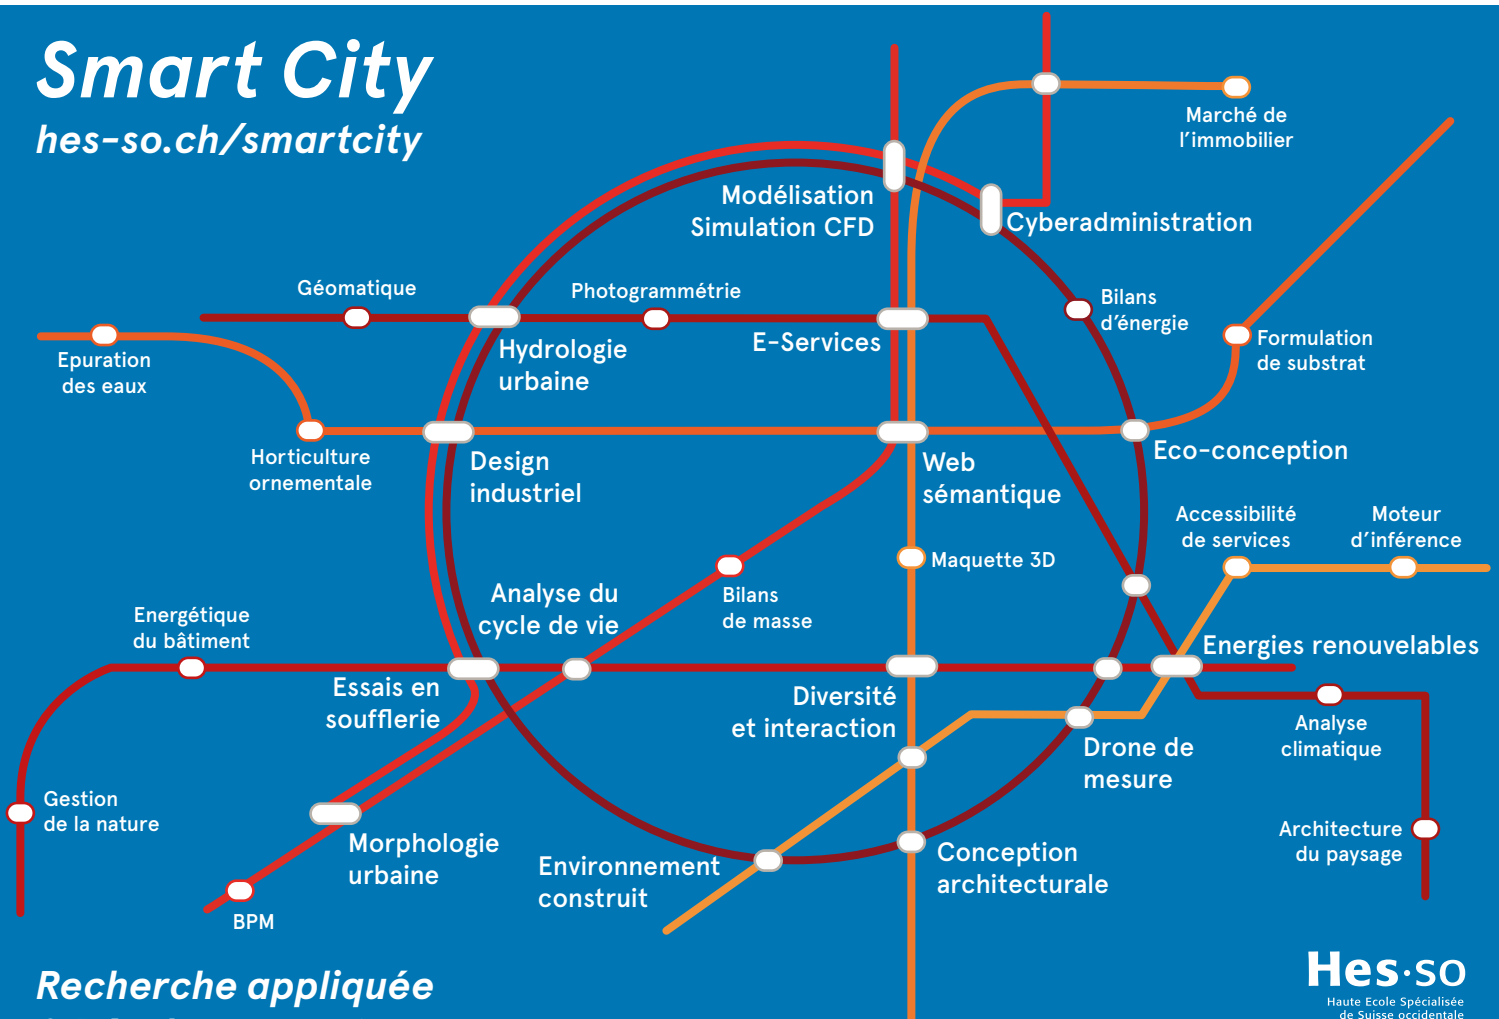 Smart City
hes-so.ch/smartcity
Marché de
l'immobilier
Modélisation
Simulation CFD
Cyberadministration
Géomatique
Photogrammétrie
Bilans
d'énergie
E-Services
Formulation
de substrat
Epuration
des eaux
Hydrologie
urbaine
Horticulture
ornementale
Design
industriel
Web
sémantique
Eco-conception
Accessibilité
de services
Moteur
d'inférence
Maquette 3D
Analyse du
cycle de vie
Bilans
de masse
Energétique
du bâtiment
Energies renouvelables
Essais en
soufflerie
Diversité
et interaction
Analyse
climatique
Drone de
mesure
Gestion
de la nature
Morphologie
urbaine
Environnement
construit
Conception
architecturale
Architecture
du paysage
BPM
Recherche appliquée
Hes·so
Haute Ecole Spécialisée
de Suisse occidentale